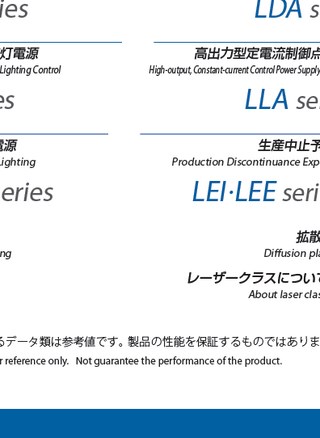 ies
LDA se
灯電源
高出力型定電流制御点
Lighting Control
High-output, Constant-current Control Power Supply
es
LLA se
電源
生産中止予
ighting
Production Discontinuance Exp
eries
LEI·LEE seri
拡散
ng
Diffusion pla
レーザークラスについて
About laser clas
るデータ類は参考値です。製品の性能を保証するものではありま
r reference only. Not guarantee the performance of the product.